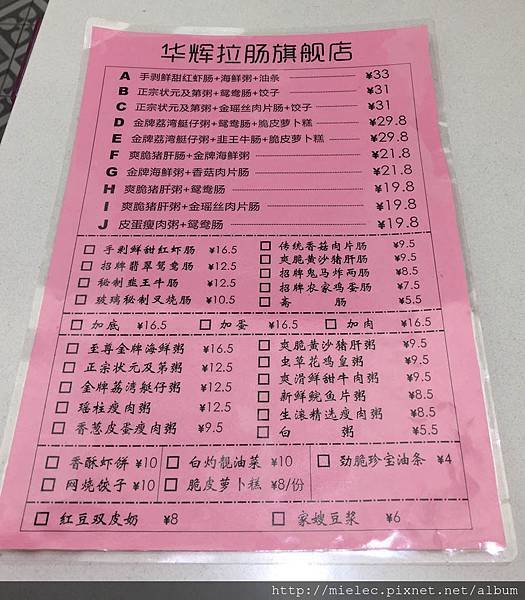 华辉拉肠旗舰店
A 手剥鲜甜红虾肠+海鲜粥+油条 ¥33
B 正宗状元及第粥+鸳鸯肠+饺子 ¥31
C 正宗状元及第粥+金瑶丝肉片肠+饺子 ¥31
D 金牌荔湾艇仔粥+鸳鸯肠+脆皮萝卜糕 ¥29.8
E 金牌荔湾艇仔粥+韭王牛肠+脆皮萝卜糕 ¥29.8
F 爽脆猪肝肠+金牌海鲜粥 ¥21.8
G 金牌海鲜粥+香菇肉片肠 ¥21.8
H 爽脆猪肝粥+鸳鸯肠 ¥19.8
I 爽脆猪肝粥+金瑶丝肉片肠 ¥19.8
J 皮蛋瘦肉粥+鸳鸯肠 ¥19.8
手剥鲜甜红虾肠 ¥16.5 传统香菇肉片肠 ¥9.5
招牌翡翠鸳鸯肠 ¥12.5 爽脆黄沙猪肝肠 ¥9.5
秘制韭王牛肠 ¥12.5 招牌鬼马炸两肠 ¥8.5
玻璃秘制叉烧肠 ¥10.5 招牌农家鸡蛋肠 ¥7.5
斋肠 ¥5.5
加底 ¥16.5 加蛋 ¥16.5 加肉 ¥16.5
至尊金牌海鲜粥 ¥16.5 爽脆黄沙猪肝粥 ¥9.5
正宗状元及第粥 ¥12.5 虫草花鸡皇粥 ¥9.5
金牌荔湾艇仔粥 ¥12.5 爽滑鲜甜牛肉粥 ¥9.5
瑶柱瘦肉粥 ¥12.5 新鲜鲩鱼片粥 ¥8.5
香葱皮蛋瘦肉粥 ¥9.5 生滚精选瘦肉粥 ¥8.5
白粥 ¥5.5
香酥虾饼 ¥10 白灼靓油菜 ¥10 劲脆珍宝油条 ¥4
网烧饺子 ¥10 脆皮萝卜糕 ¥8/份
红豆双皮奶 ¥8 家嫂豆浆 ¥6
http://mielec.pixnet.net/album